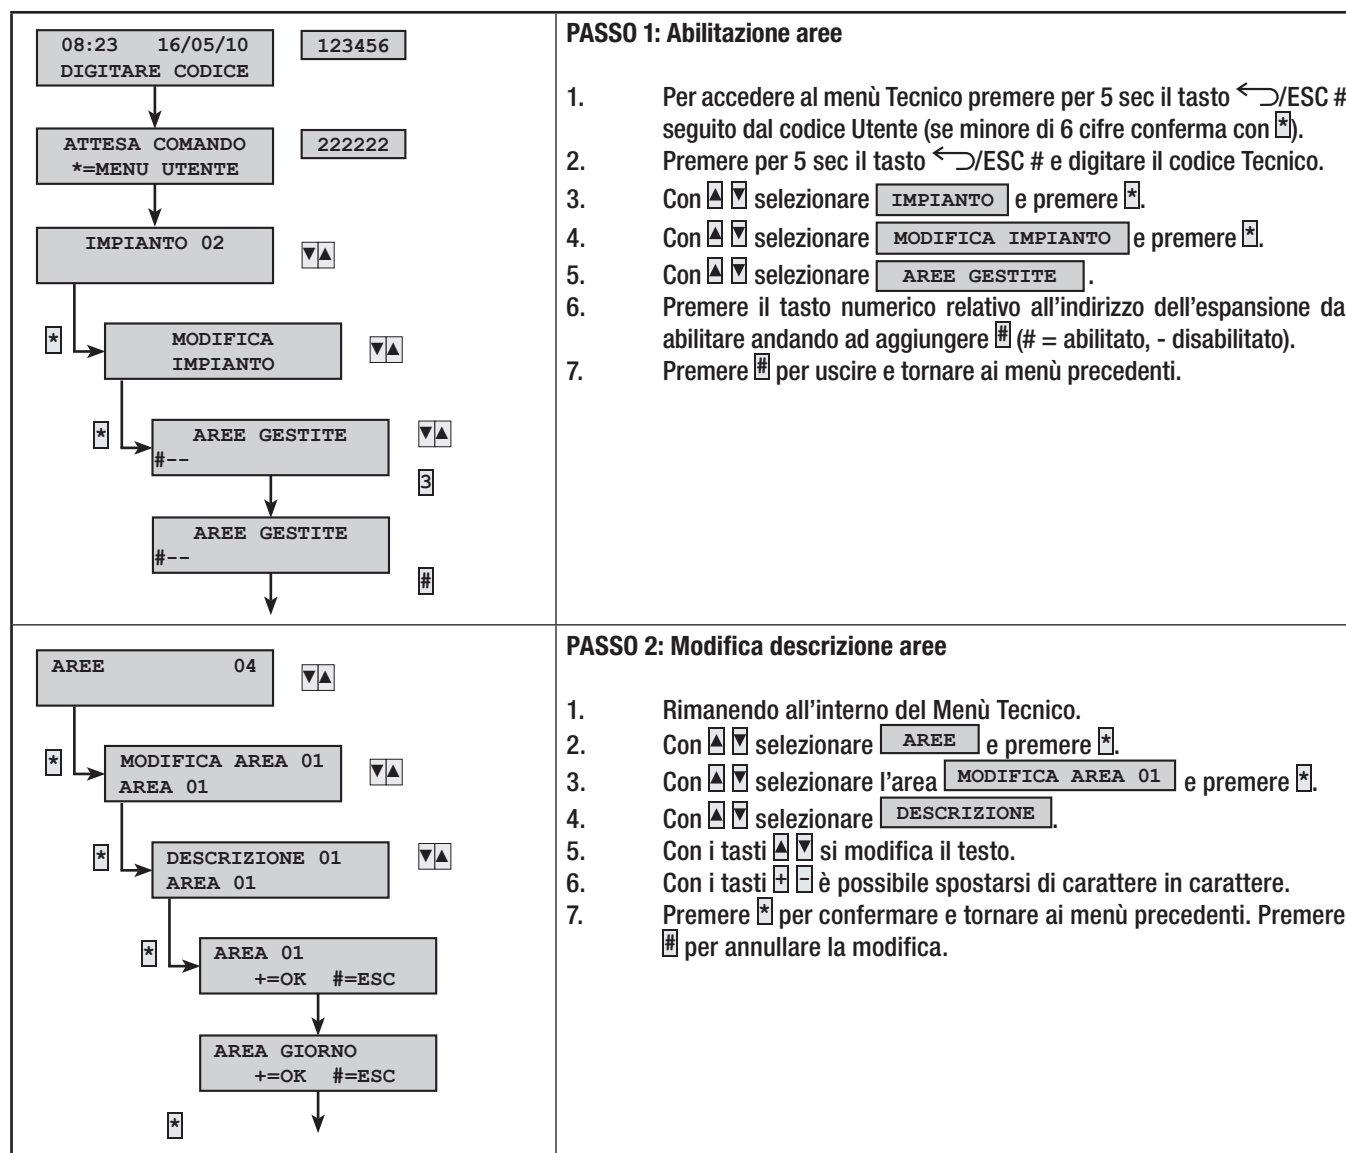 08:23 16/05/10
DIGITARE CODICE
123456
ATTESA COMANDO
*=MENU UTENTE
222222
IMPIANTO 02
▼▲
*
MODIFICA
IMPIANTO
▼▲
*
AREE GESTITE
#--
▼▲
3
AREE GESTITE
#--
#
PASSO 1: Abilitazione aree
1. Per accedere al menù Tecnico premere per 5 sec il tasto ⮌/ESC #
seguito dal codice Utente (se minore di 6 cifre conferma con *).
2. Premere per 5 sec il tasto ⮌/ESC # e digitare il codice Tecnico.
3. Con ▲ ▼ selezionare IMPIANTO e premere *.
4. Con ▲ ▼ selezionare MODIFICA IMPIANTO e premere *.
5. Con ▲ ▼ selezionare AREE GESTITE.
6. Premere il tasto numerico relativo all'indirizzo dell'espansione da
abilitare andando ad aggiungere # (# = abilitato, - disabilitato).
7. Premere # per uscire e tornare ai menù precedenti.
AREE 04
▼▲
*
MODIFICA AREA 01
AREA 01
▼▲
*
DESCRIZIONE 01
AREA 01
▼▲
*
AREA 01
+=OK #=ESC
AREA GIORNO
+=OK #=ESC
*
PASSO 2: Modifica descrizione aree
1. Rimanendo all'interno del Menù Tecnico.
2. Con ▲ ▼ selezionare AREE e premere *.
3. Con ▲ ▼ selezionare l'area MODIFICA AREA 01 e premere *.
4. Con ▲ ▼ selezionare DESCRIZIONE.
5. Con i tasti ▲ ▼ si modifica il testo.
6. Con i tasti + - è possibile spostarsi di carattere in carattere.
7. Premere * per confermare e tornare ai menù precedenti. Premere
# per annullare la modifica.